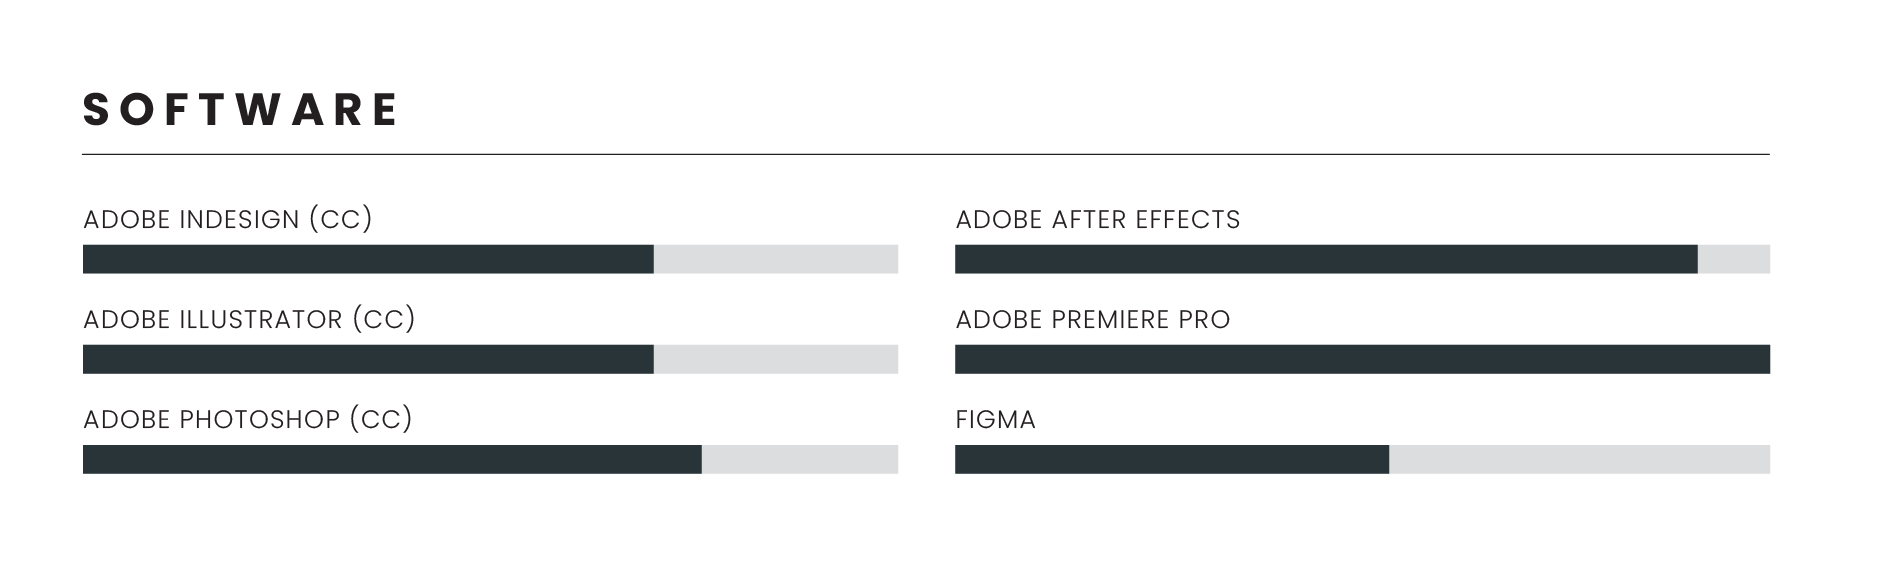 SOFTWARE
ADOBE INDESIGN (CC)
ADOBE ILLUSTRATOR (CC)
ADOBE PHOTOSHOP (CC)
ADOBE AFTER EFFECTS
ADOBE PREMIERE PRO
FIGMA